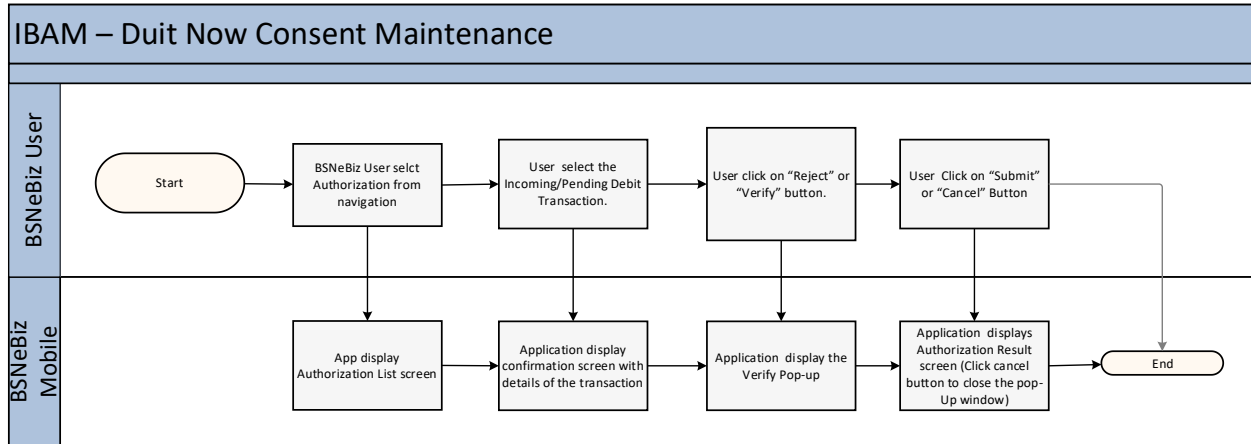 IBAM – Duit Now Consent Maintenance
BSNeBiz User
Start
BSNeBiz User selct
Authorization from
navigation
User select the
Incoming/Pending Debit
Transaction.
User click on “Reject” or
“Verify” button.
User Click on “Submit”
or “Cancel” Button
BSNeBiz
Mobile
App display
Authorization List screen
Application display
confirmation screen with
details of the transaction
Application display the
Verify Pop-up
Application displays
Authorization Result
screen (Click cancel
button to close the pop-
Up window)
End